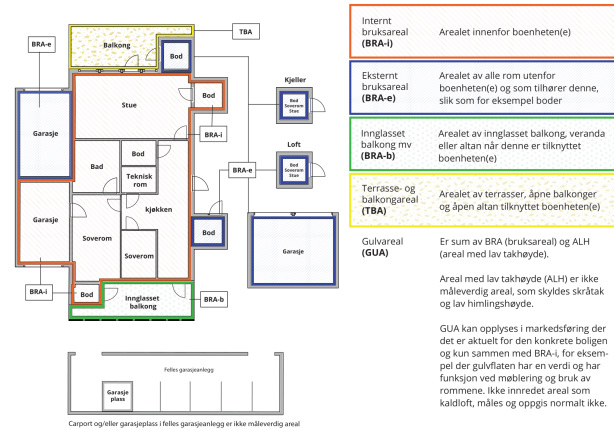 TBA
Balkong
BRA-e
Bod
Kjeller
Bod
Stue
Bod
Soverom
Stue
Garasje
BRA-i
Loft
Bad
Bod
BRA-e
Bod
Soverom
Stue
Teknisk
rom
Garasje
kjøkken
Soverom
Bod
Garasje
Soverom
BRA-i
Bod
Innglasset
balkong
BRA-b
Felles garasjeanlegg
Garasje
plass
Carport og/eller garasjeplass i felles garasjeanlegg er ikke måleverdig areal
Internt
bruksareal
(BRA-i)
Arealet innenfor boenheten(e)
Eksternt
bruksareal
(BRA-e)
Arealet av alle rom utenfor
boenheten(e) og som tilhører denne,
slik som for eksempel boder
Innglasset
balkong mv
(BRA-b)
Arealet av innglasset balkong, veranda
eller altan når denne er tilknyttet
boenheten(e)
Terrasse- og
balkongareal
(TBA)
Arealet av terrasser, åpne balkonger
og åpen altan tilknyttet boenheten(e)
Gulvareal
(GUA)
Er sum av BRA (bruksareal) og ALH
(areal med lav takhøyde).
Areal med lav takhøyde (ALH) er ikke
måleverdig areal, som skyldes skråtak
og lav himlingshøyde.
GUA kan opplyses i markedsføring der
det er aktuelt for den konkrete boligen
og kun sammen med BRA-i, for eksem-
pel der gulvflaten har en verdi og har
funksjon ved møblering og bruk av
rommene. Ikke innredet areal som
kaldloft, måles og oppgis normalt ikke.